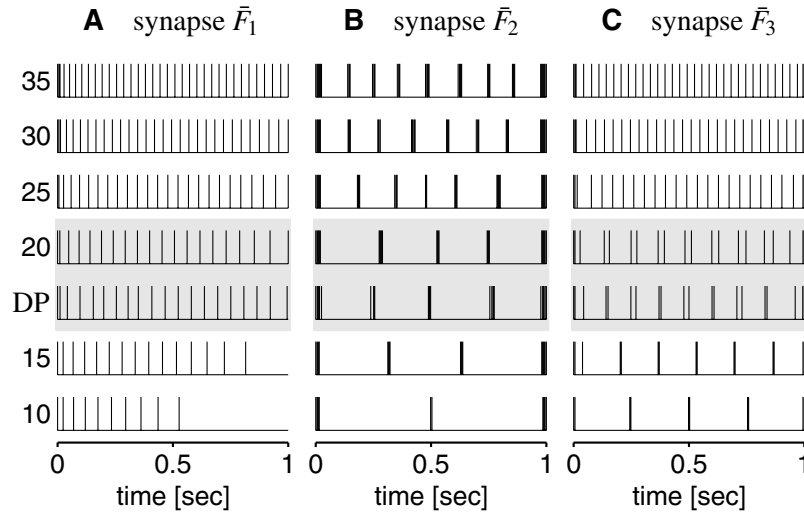 A synapse F̄₁ B synapse F̄₂ C synapse F̄₃
35
30
25
20
DP
15
10
0 0.5 1 0 0.5 1 0 0.5 1
time [sec] time [sec] time [sec]